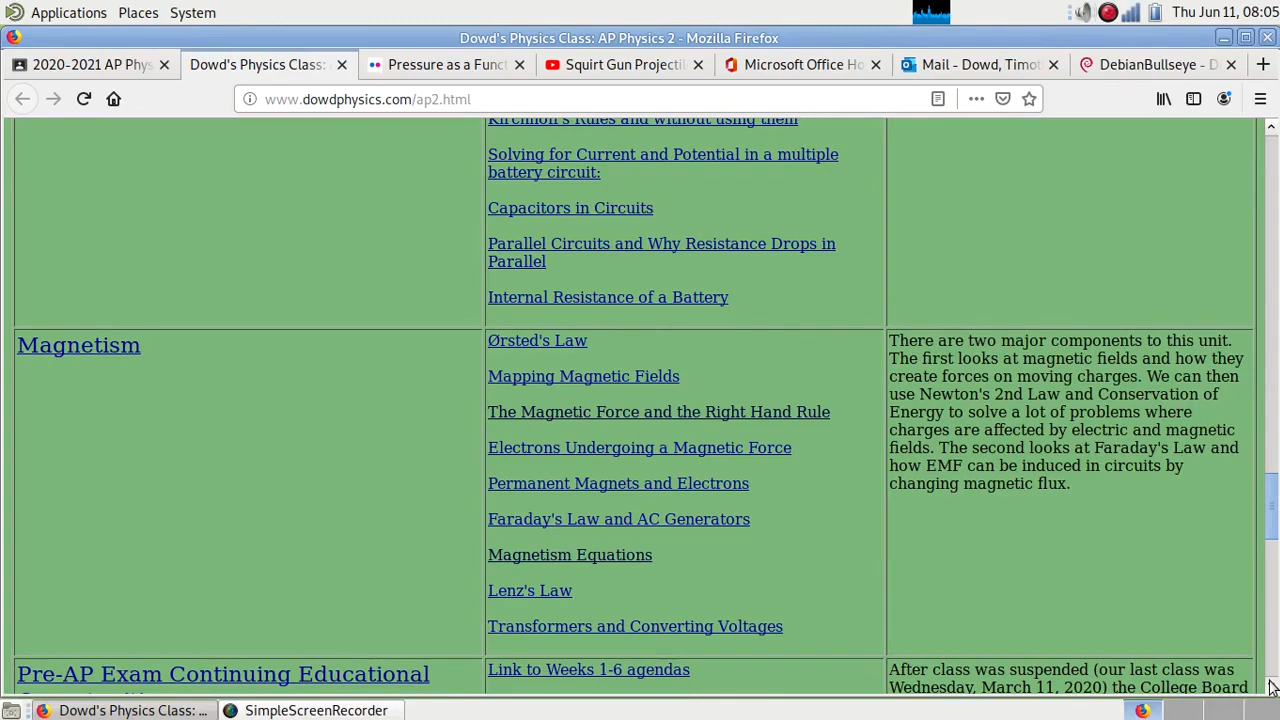 Applications Places System
Thu Jun 11, 08:05
Dowd's Physics Class: AP Physics 2 - Mozilla Firefox
2020-2021 AP Phys
Dowd's Physics Class:
Pressure as a Funct
Squirt Gun Projectil
Microsoft Office Ho
Mail - Dowd, Timot
DebianBullseye - De
www.dowdphysics.com/ap2.html
Kirchhoff's Rules and without using them
Solving for Current and Potential in a multiple
battery circuit:
Capacitors in Circuits
Parallel Circuits and Why Resistance Drops in
Parallel
Internal Resistance of a Battery
Magnetism
Ørsted's Law
Mapping Magnetic Fields
The Magnetic Force and the Right Hand Rule
Electrons Undergoing a Magnetic Force
Permanent Magnets and Electrons
Faraday's Law and AC Generators
Magnetism Equations
Lenz's Law
Transformers and Converting Voltages
There are two major components to this unit.
The first looks at magnetic fields and how they
create forces on moving charges. We can then
use Newton's 2nd Law and Conservation of
Energy to solve a lot of problems where
charges are affected by electric and magnetic
fields. The second looks at Faraday's Law and
how EMF can be induced in circuits by
changing magnetic flux.
Pre-AP Exam Continuing Educational
Link to Weeks 1-6 agendas
After class was suspended (our last class was
Wednesday, March 11, 2020) the College Board
Dowd's Physics Class: ...
SimpleScreenRecorder